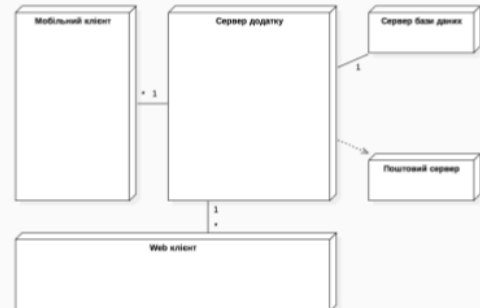 Мобільний клієнт
Сервер додатку
Сервер бази даних
* 1
1
Поштовий сервер
1
*
Web клієнт